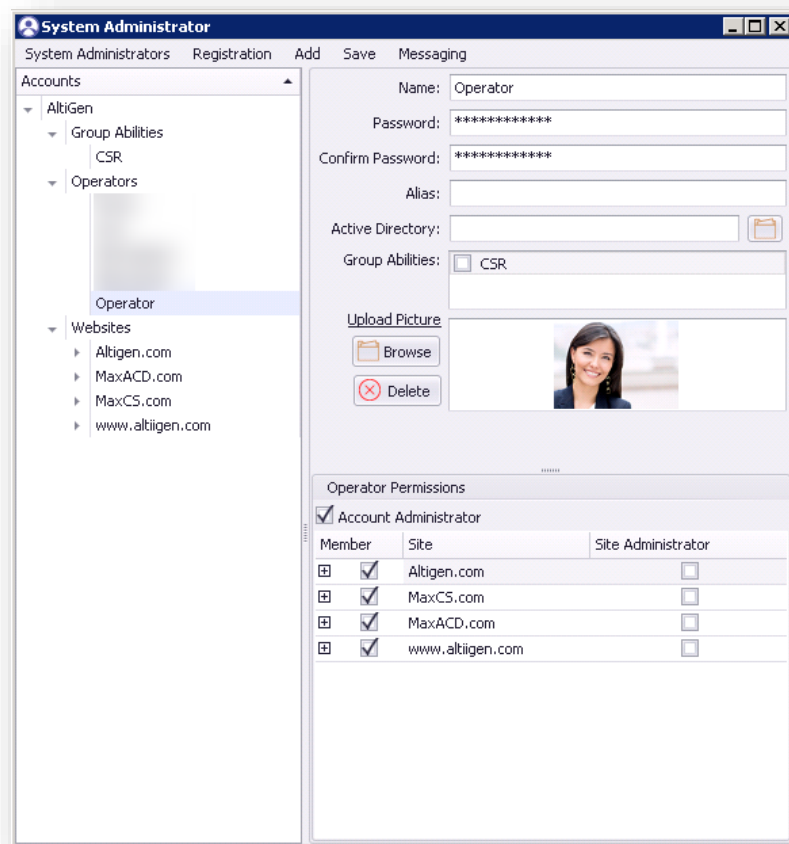 System Administrator
System Administrators Registration Add Save Messaging
Accounts
AltiGen
Group Abilities
CSR
Operators
Operator
Websites
Altigen.com
MaxACD.com
MaxCS.com
www.altiigen.com
Name: Operator
Password: ************
Confirm Password: ************
Alias:
Active Directory:
Group Abilities: CSR
Upload Picture
Browse
Delete
Operator Permissions
Account Administrator
Member Site Site Administrator
Altigen.com
MaxCS.com
MaxACD.com
www.altiigen.com